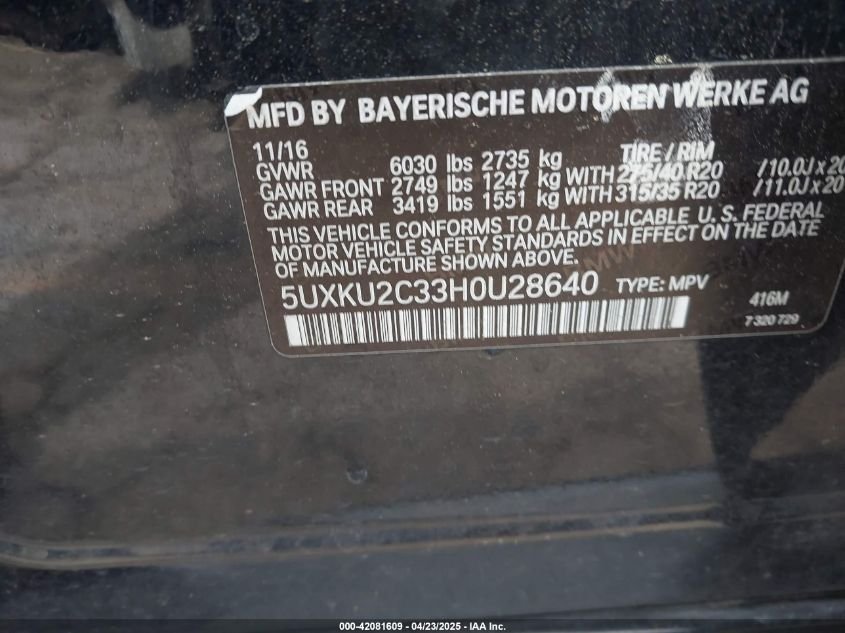 MFD BY BAYERISCHE MOTOREN WERKE AG
11/16 TIRE / RIM
GVWR 6030 lbs 2735 kg
GAWR FRONT 2749 lbs 1247 kg WITH 275/40 R20 / 10.0J x 20
GAWR REAR 3419 lbs 1551 kg WITH 315/35 R20 / 11.0J x 20
THIS VEHICLE CONFORMS TO ALL APPLICABLE U. S. FEDERAL
MOTOR VEHICLE SAFETY STANDARDS IN EFFECT ON THE DATE
OF MANUFACTURE SHOWN ABOVE.
5UXKU2C33H0U28640 TYPE: MPV
416M
7 320 729
000-42081609 - 04/23/2025 - IAA Inc.